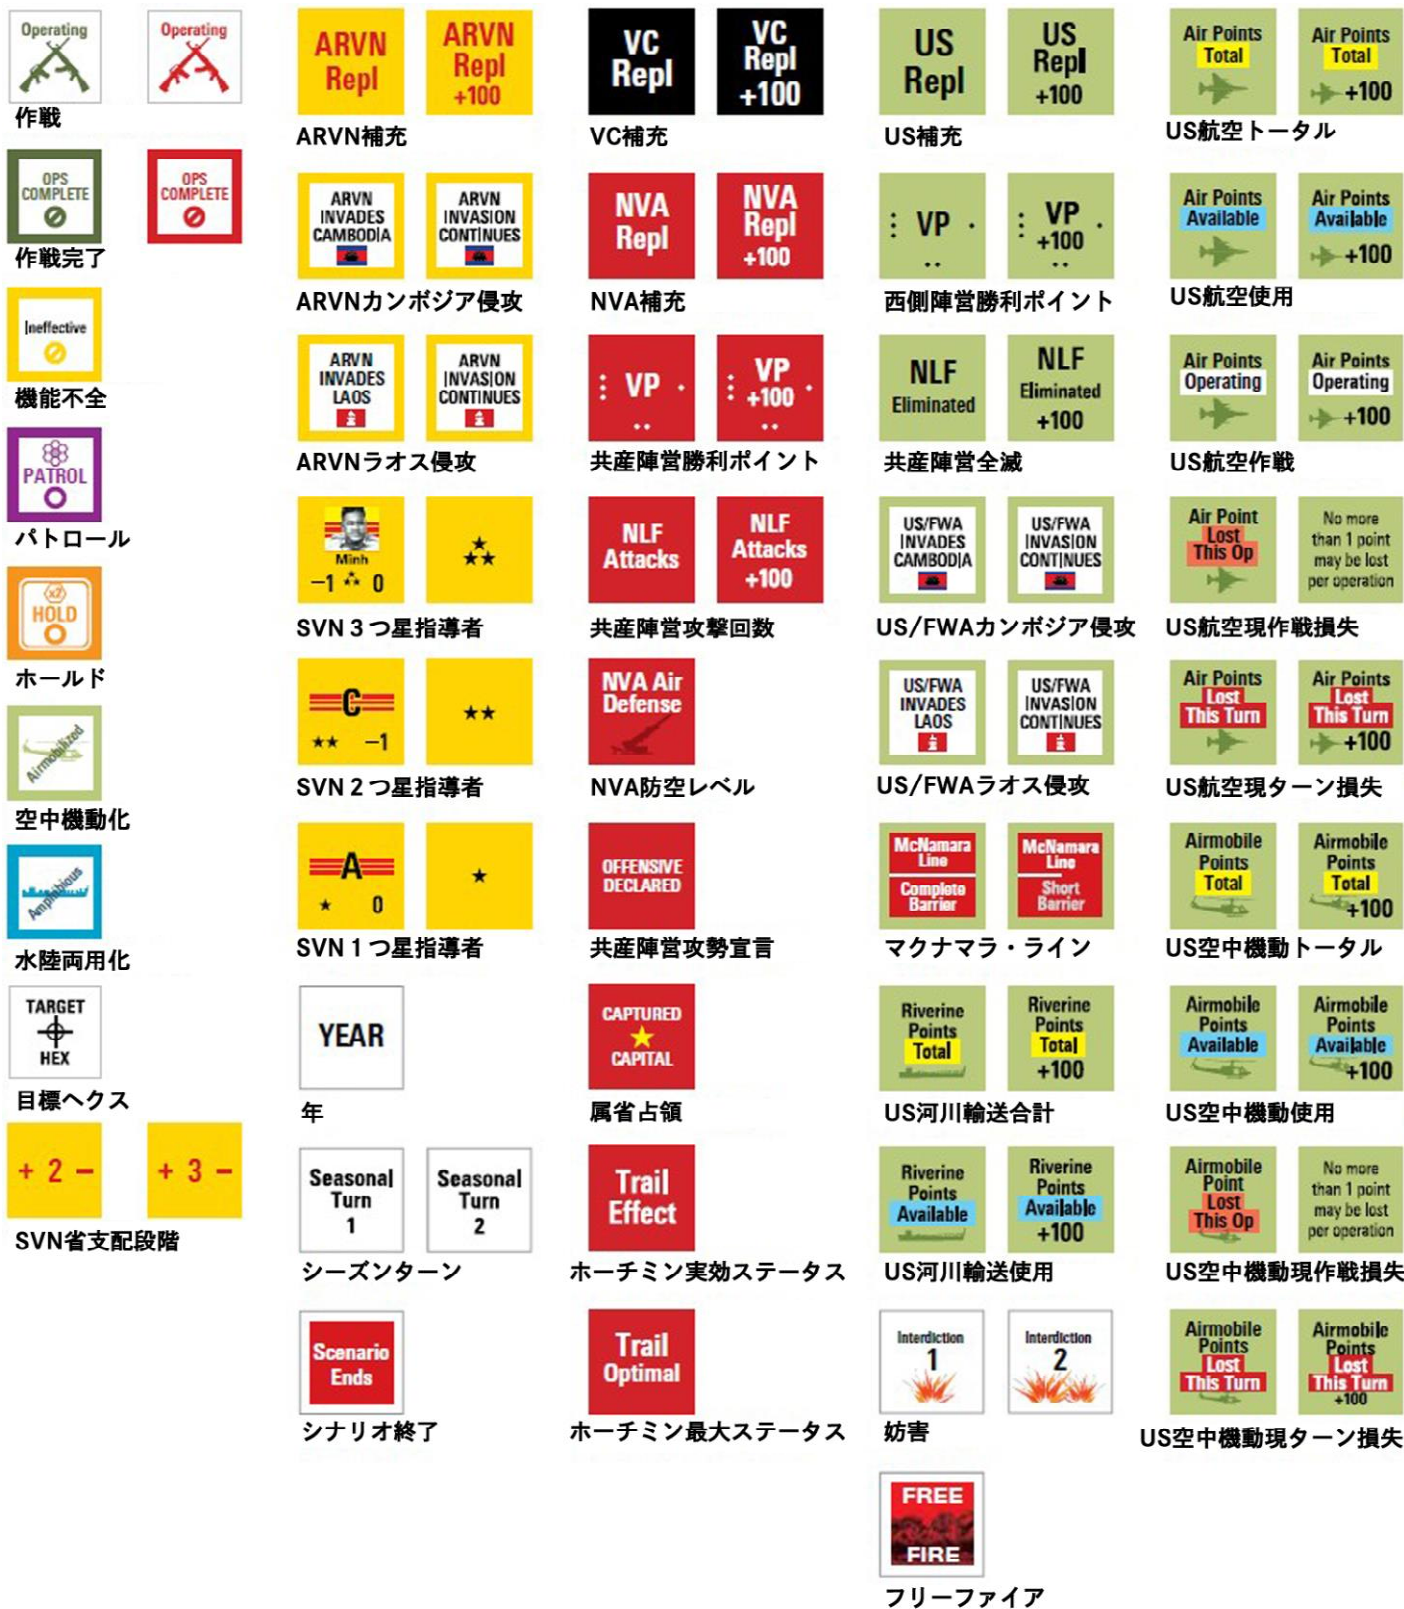 Operating
Operating
作戦
OPS
COMPLETE
OPS
COMPLETE
作戦完了
Ineffective
機能不全
PATROL
パトロール
x2
HOLD
ホールド
Airmobilized
空中機動化
Amphibious
水陸両用化
TARGET
HEX
目標ヘクス
+ 2 −
+ 3 −
SVN省支配段階
ARVN
Repl
ARVN
Repl
+100
ARVN補充
ARVN
INVADES
CAMBODIA
ARVN
INVASION
CONTINUES
ARVNカンボジア侵攻
ARVN
INVADES
LAOS
ARVN
INVASION
CONTINUES
ARVNラオス侵攻
Minh
−1 ★★★ 0
★★★
SVN３つ星指導者
C
★★ −1
★★
SVN２つ星指導者
A
★ 0
★
SVN１つ星指導者
YEAR
年
Seasonal
Turn
1
Seasonal
Turn
2
シーズンターン
Scenario
Ends
シナリオ終了
VC
Repl
VC
Repl
+100
VC補充
NVA
Repl
NVA
Repl
+100
NVA補充
VP
VP
+100
共産陣営勝利ポイント
NLF
Attacks
NLF
Attacks
+100
共産陣営攻撃回数
NVA Air
Defense
NVA防空レベル
OFFENSIVE
DECLARED
共産陣営攻勢宣言
CAPTURED
CAPITAL
属省占領
Trail
Effect
ホーチミン実効ステータス
Trail
Optimal
ホーチミン最大ステータス
US
Repl
US
Repl
+100
US補充
VP
VP
+100
西側陣営勝利ポイント
NLF
Eliminated
NLF
Eliminated
+100
共産陣営全滅
US/FWA
INVADES
CAMBODIA
US/FWA
INVASION
CONTINUES
US/FWAカンボジア侵攻
US/FWA
INVADES
LAOS
US/FWA
INVASION
CONTINUES
US/FWAラオス侵攻
McNamara
Line
Complete
Barrier
McNamara
Line
Short
Barrier
マクナマラ・ライン
Riverine
Points
Total
Riverine
Points
Total
+100
US河川輸送合計
Riverine
Points
Available
Riverine
Points
Available
+100
US河川輸送使用
Interdiction
1
Interdiction
2
妨害
FREE
FIRE
フリーファイア
Air Points
Total
Air Points
Total
+100
US航空トータル
Air Points
Available
Air Points
Available
+100
US航空使用
Air Points
Operating
Air Points
Operating
+100
US航空作戦
Air Point
Lost
This Op
No more
than 1 point
may be lost
per operation
US航空現作戦損失
Air Points
Lost
This Turn
Air Points
Lost
This Turn
+100
US航空現ターン損失
Airmobile
Points
Total
Airmobile
Points
Total
+100
US空中機動トータル
Airmobile
Points
Available
Airmobile
Points
Available
+100
US空中機動使用
Airmobile
Point
Lost
This Op
No more
than 1 point
may be lost
per operation
US空中機動現作戦損失
Airmobile
Points
Lost
This Turn
Airmobile
Points
Lost
This Turn
+100
US空中機動現ターン損失